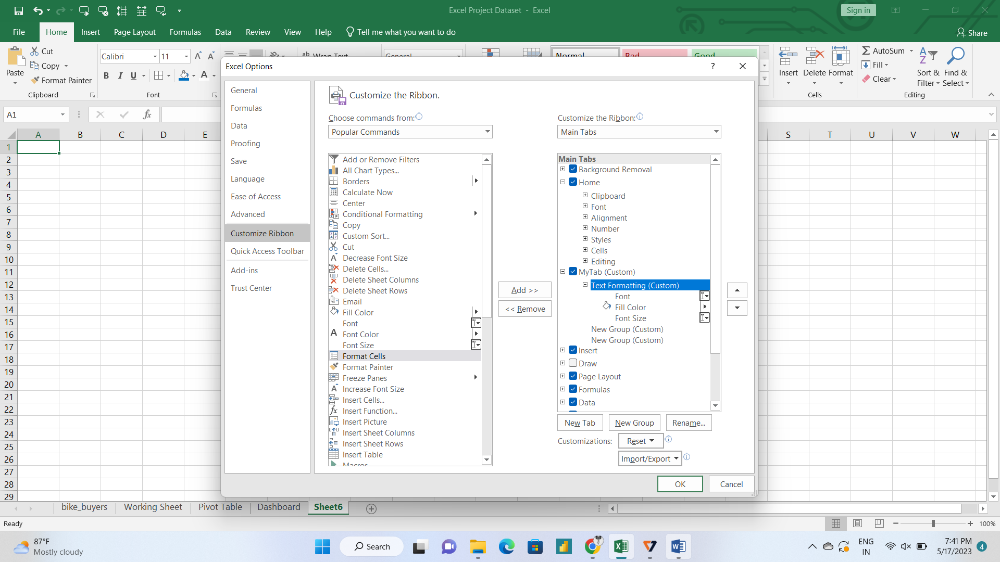 Excel Project Dataset - Excel
Sign in
File Home Insert Page Layout Formulas Data Review View Help Tell me what you want to do
Share
Paste
Cut
Copy
Format Painter
Clipboard
Calibri 11
B I U
Font
Wrap Text
General
Normal Bad Good
Insert Delete Format
Cells
AutoSum
Fill
Clear
Sort & Filter
Find & Select
Editing
A1
fx
Excel Options
?
General
Formulas
Data
Proofing
Save
Language
Ease of Access
Advanced
Customize Ribbon
Quick Access Toolbar
Add-ins
Trust Center
Customize the Ribbon.
Choose commands from:
Popular Commands
Add or Remove Filters
All Chart Types...
Borders
Calculate Now
Center
Conditional Formatting
Copy
Custom Sort...
Cut
Decrease Font Size
Delete Cells...
Delete Sheet Columns
Delete Sheet Rows
Email
Fill Color
Font
Font Color
Font Size
Format Cells
Format Painter
Freeze Panes
Increase Font Size
Insert Cells...
Insert Function...
Insert Picture
Insert Sheet Columns
Insert Sheet Rows
Insert Table
Macros
Add >>
<< Remove
Customize the Ribbon:
Main Tabs
Main Tabs
Background Removal
Home
Clipboard
Font
Alignment
Number
Styles
Cells
Editing
MyTab (Custom)
Text Formatting (Custom)
Font
Fill Color
Font Size
New Group (Custom)
New Group (Custom)
Insert
Draw
Page Layout
Formulas
Data
New Tab New Group Rename...
Customizations: Reset
Import/Export
OK Cancel
A B C D E S T U V W
1
2
3
4
5
6
7
8
9
10
11
12
13
14
15
16
17
18
19
20
21
22
23
24
25
26
27
28
29
bike_buyers Working Sheet Pivot Table Dashboard Sheet6
Ready
100%
87°F
Mostly cloudy
Search
ENG
IN
7:41 PM
5/17/2023
4